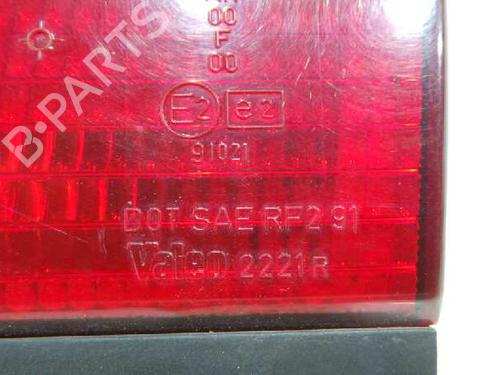 00
F
00
E2 e2
91021
DOT SAE RF2 91
Valeo 2221R
B-PARTS